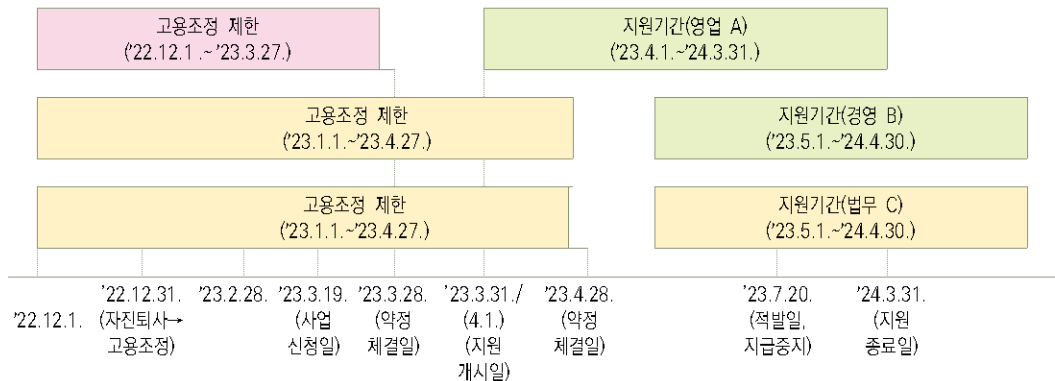 고용조정 제한
('22.12.1 .~'23.3.27.)
지원기간(영업 A)
('23.4.1.~'24.3.31.)
고용조정 제한
('23.1.1.~'23.4.27.)
지원기간(경영 B)
('23.5.1.~'24.4.30.)
고용조정 제한
('23.1.1.~'23.4.27.)
지원기간(법무 C)
('23.5.1.~'24.4.30.)
'22.12.1.
'22.12.31.
(자진퇴사→
고용조정)
'23.2.28.
'23.3.19.
(사업
신청일)
'23.3.28.
(약정
체결일)
'23.3.31./
(4.1.)
(지원
개시일)
'23.4.28.
(약정
체결일)
'23.7.20.
(적발일,
지급중지)
'24.3.31.
(지원
종료일)